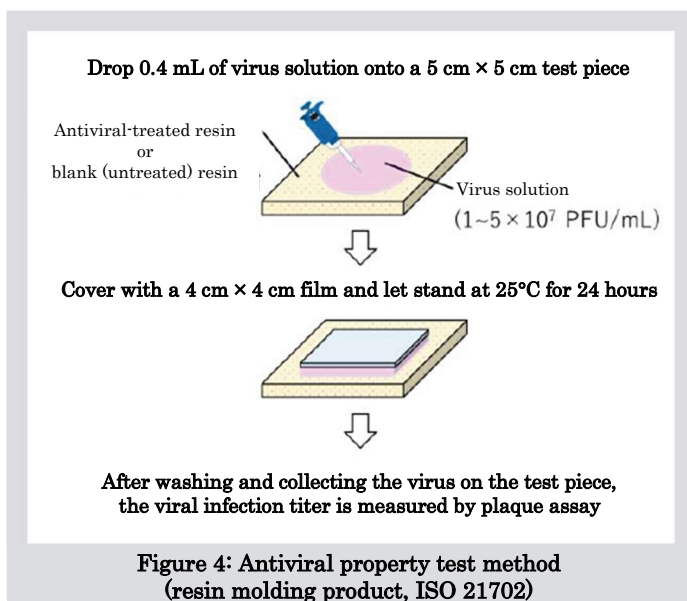 Drop 0.4 mL of virus solution onto a 5 cm × 5 cm test piece
Antiviral-treated resin
or
blank (untreated) resin
Virus solution
(1~5 × 10⁷ PFU/mL)
Cover with a 4 cm × 4 cm film and let stand at 25°C for 24 hours
After washing and collecting the virus on the test piece,
the viral infection titer is measured by plaque assay
Figure 4: Antiviral property test method
(resin molding product, ISO 21702)